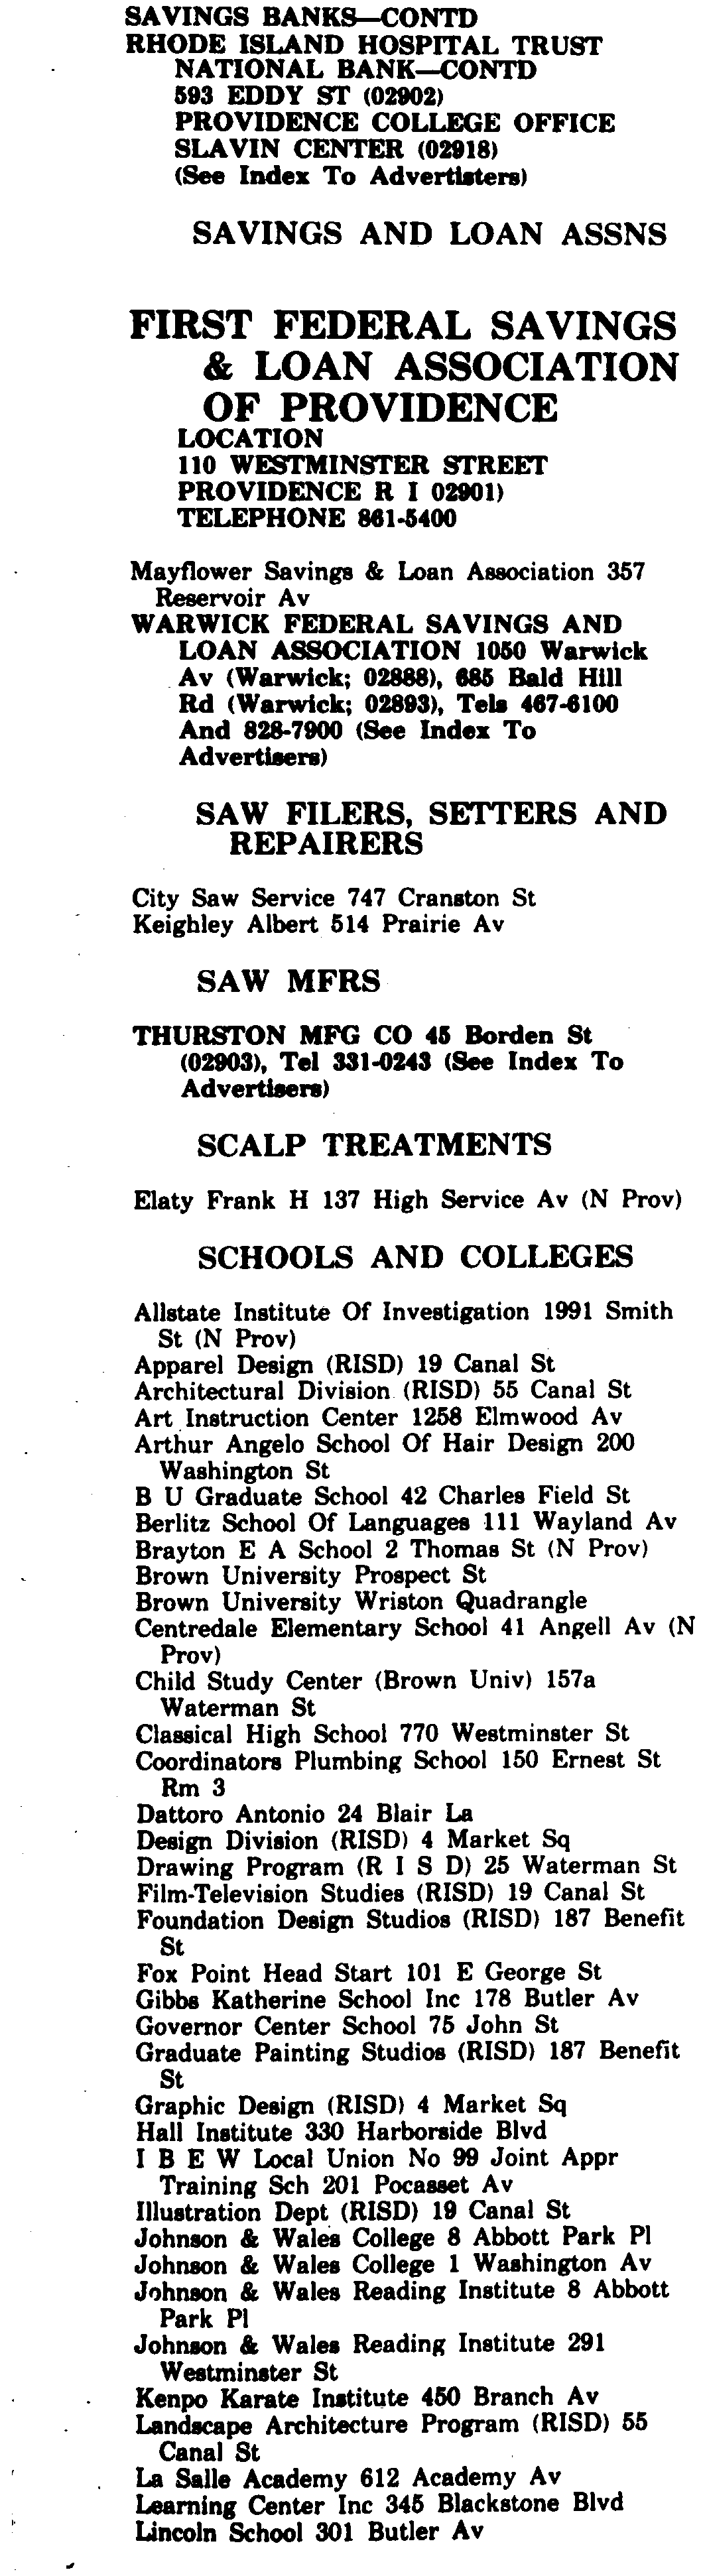 SAVINGS BANKS—CONTD
RHODE ISLAND HOSPITAL TRUST
NATIONAL BANK—CONTD
593 EDDY ST (02902)
PROVIDENCE COLLEGE OFFICE
SLAVIN CENTER (02918)
(See Index To Advertisters)
SAVINGS AND LOAN ASSNS
FIRST FEDERAL SAVINGS
& LOAN ASSOCIATION
OF PROVIDENCE
LOCATION
110 WESTMINSTER STREET
PROVIDENCE R I 02901)
TELEPHONE 861-5400
Mayflower Savings & Loan Association 357
Reservoir Av
WARWICK FEDERAL SAVINGS AND
LOAN ASSOCIATION 1050 Warwick
Av (Warwick; 02888), 685 Bald Hill
Rd (Warwick; 02893), Tels 467-6100
And 828-7900 (See Index To
Advertisers)
SAW FILERS, SETTERS AND
REPAIRERS
City Saw Service 747 Cranston St
Keighley Albert 514 Prairie Av
SAW MFRS
THURSTON MFG CO 45 Borden St
(02903), Tel 331-0243 (See Index To
Advertisers)
SCALP TREATMENTS
Elaty Frank H 137 High Service Av (N Prov)
SCHOOLS AND COLLEGES
Allstate Institute Of Investigation 1991 Smith
St (N Prov)
Apparel Design (RISD) 19 Canal St
Architectural Division (RISD) 55 Canal St
Art Instruction Center 1258 Elmwood Av
Arthur Angelo School Of Hair Design 200
Washington St
B U Graduate School 42 Charles Field St
Berlitz School Of Languages 111 Wayland Av
Brayton E A School 2 Thomas St (N Prov)
Brown University Prospect St
Brown University Wriston Quadrangle
Centredale Elementary School 41 Angell Av (N
Prov)
Child Study Center (Brown Univ) 157a
Waterman St
Classical High School 770 Westminster St
Coordinators Plumbing School 150 Ernest St
Rm 3
Dattoro Antonio 24 Blair La
Design Division (RISD) 4 Market Sq
Drawing Program (R I S D) 25 Waterman St
Film-Television Studies (RISD) 19 Canal St
Foundation Design Studios (RISD) 187 Benefit
St
Fox Point Head Start 101 E George St
Gibbs Katherine School Inc 178 Butler Av
Governor Center School 75 John St
Graduate Painting Studios (RISD) 187 Benefit
St
Graphic Design (RISD) 4 Market Sq
Hall Institute 330 Harborside Blvd
I B E W Local Union No 99 Joint Appr
Training Sch 201 Pocasset Av
Illustration Dept (RISD) 19 Canal St
Johnson & Wales College 8 Abbott Park Pl
Johnson & Wales College 1 Washington Av
Johnson & Wales Reading Institute 8 Abbott
Park Pl
Johnson & Wales Reading Institute 291
Westminster St
Kenpo Karate Institute 450 Branch Av
Landscape Architecture Program (RISD) 55
Canal St
La Salle Academy 612 Academy Av
Learning Center Inc 345 Blackstone Blvd
Lincoln School 301 Butler Av